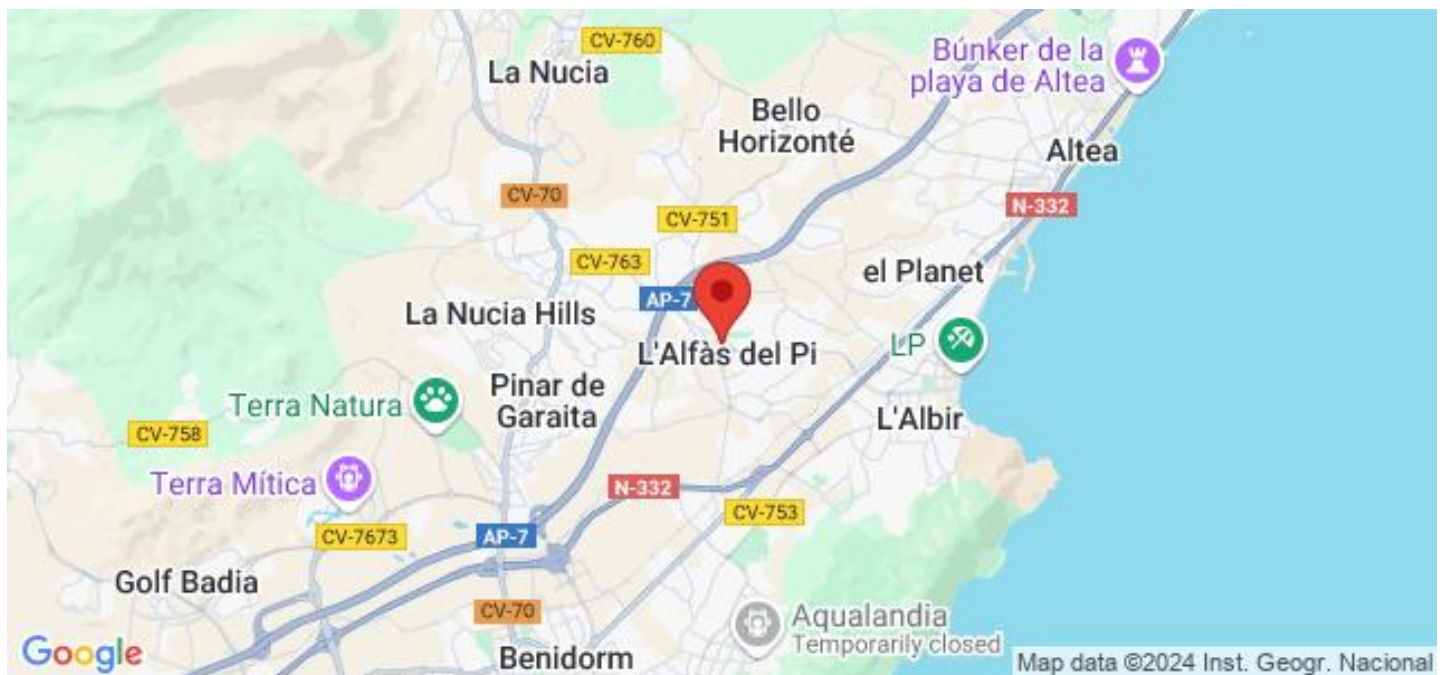 CV-760
La Nucia
Búnker de la
playa de Altea
Bello
Horizonté
Altea
CV-70
N-332
CV-751
CV-763
el Planet
AP-7
La Nucia Hills
L'Alfàs del Pi
LP
Pinar de
Garaita
Terra Natura
L'Albir
CV-758
Terra Mítica
N-332
CV-753
CV-7673
AP-7
Golf Badia
CV-70
Aqualandia
Temporarily closed
Google
Benidorm
Map data ©2024 Inst. Geogr. Nacional